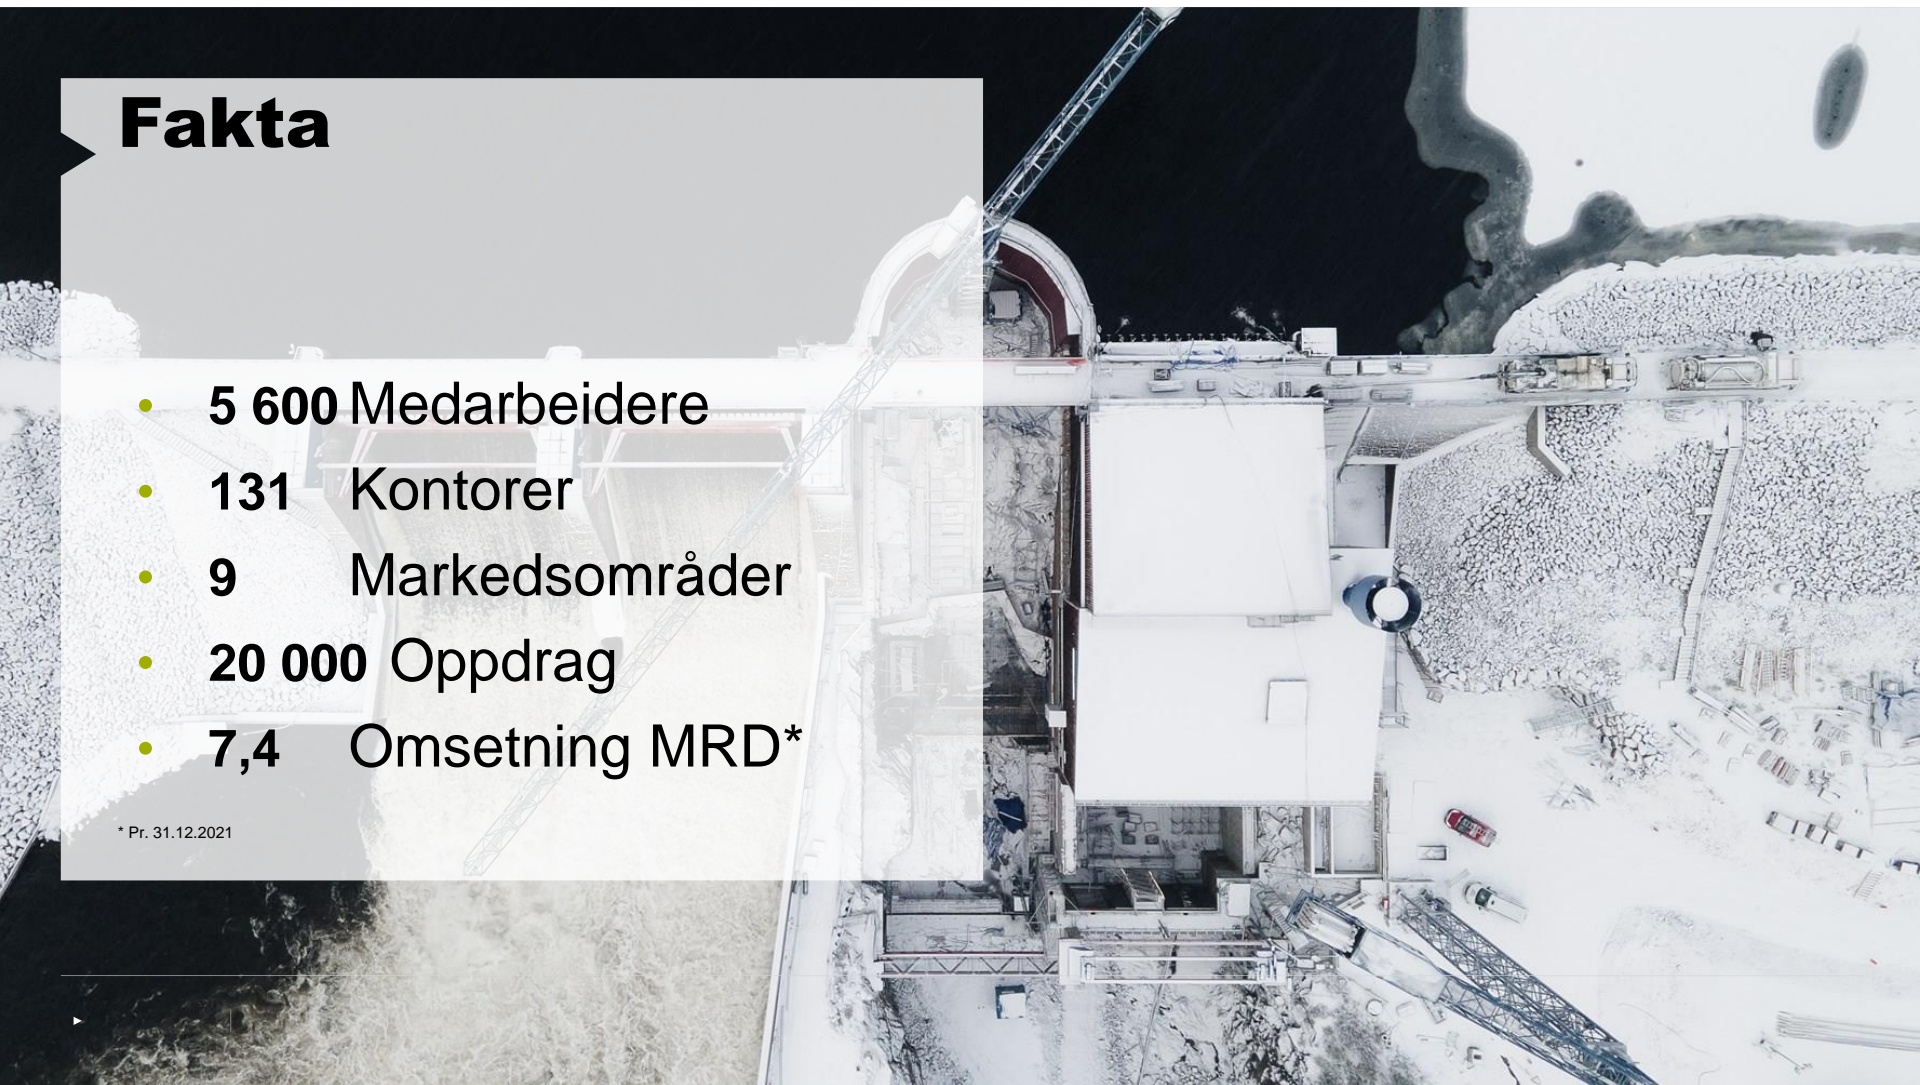 Fakta
• 5 600 Medarbeidere
• 131 Kontorer
• 9 Markedsområder
• 20 000 Oppdrag
• 7,4 Omsetning MRD*
* Pr. 31.12.2021